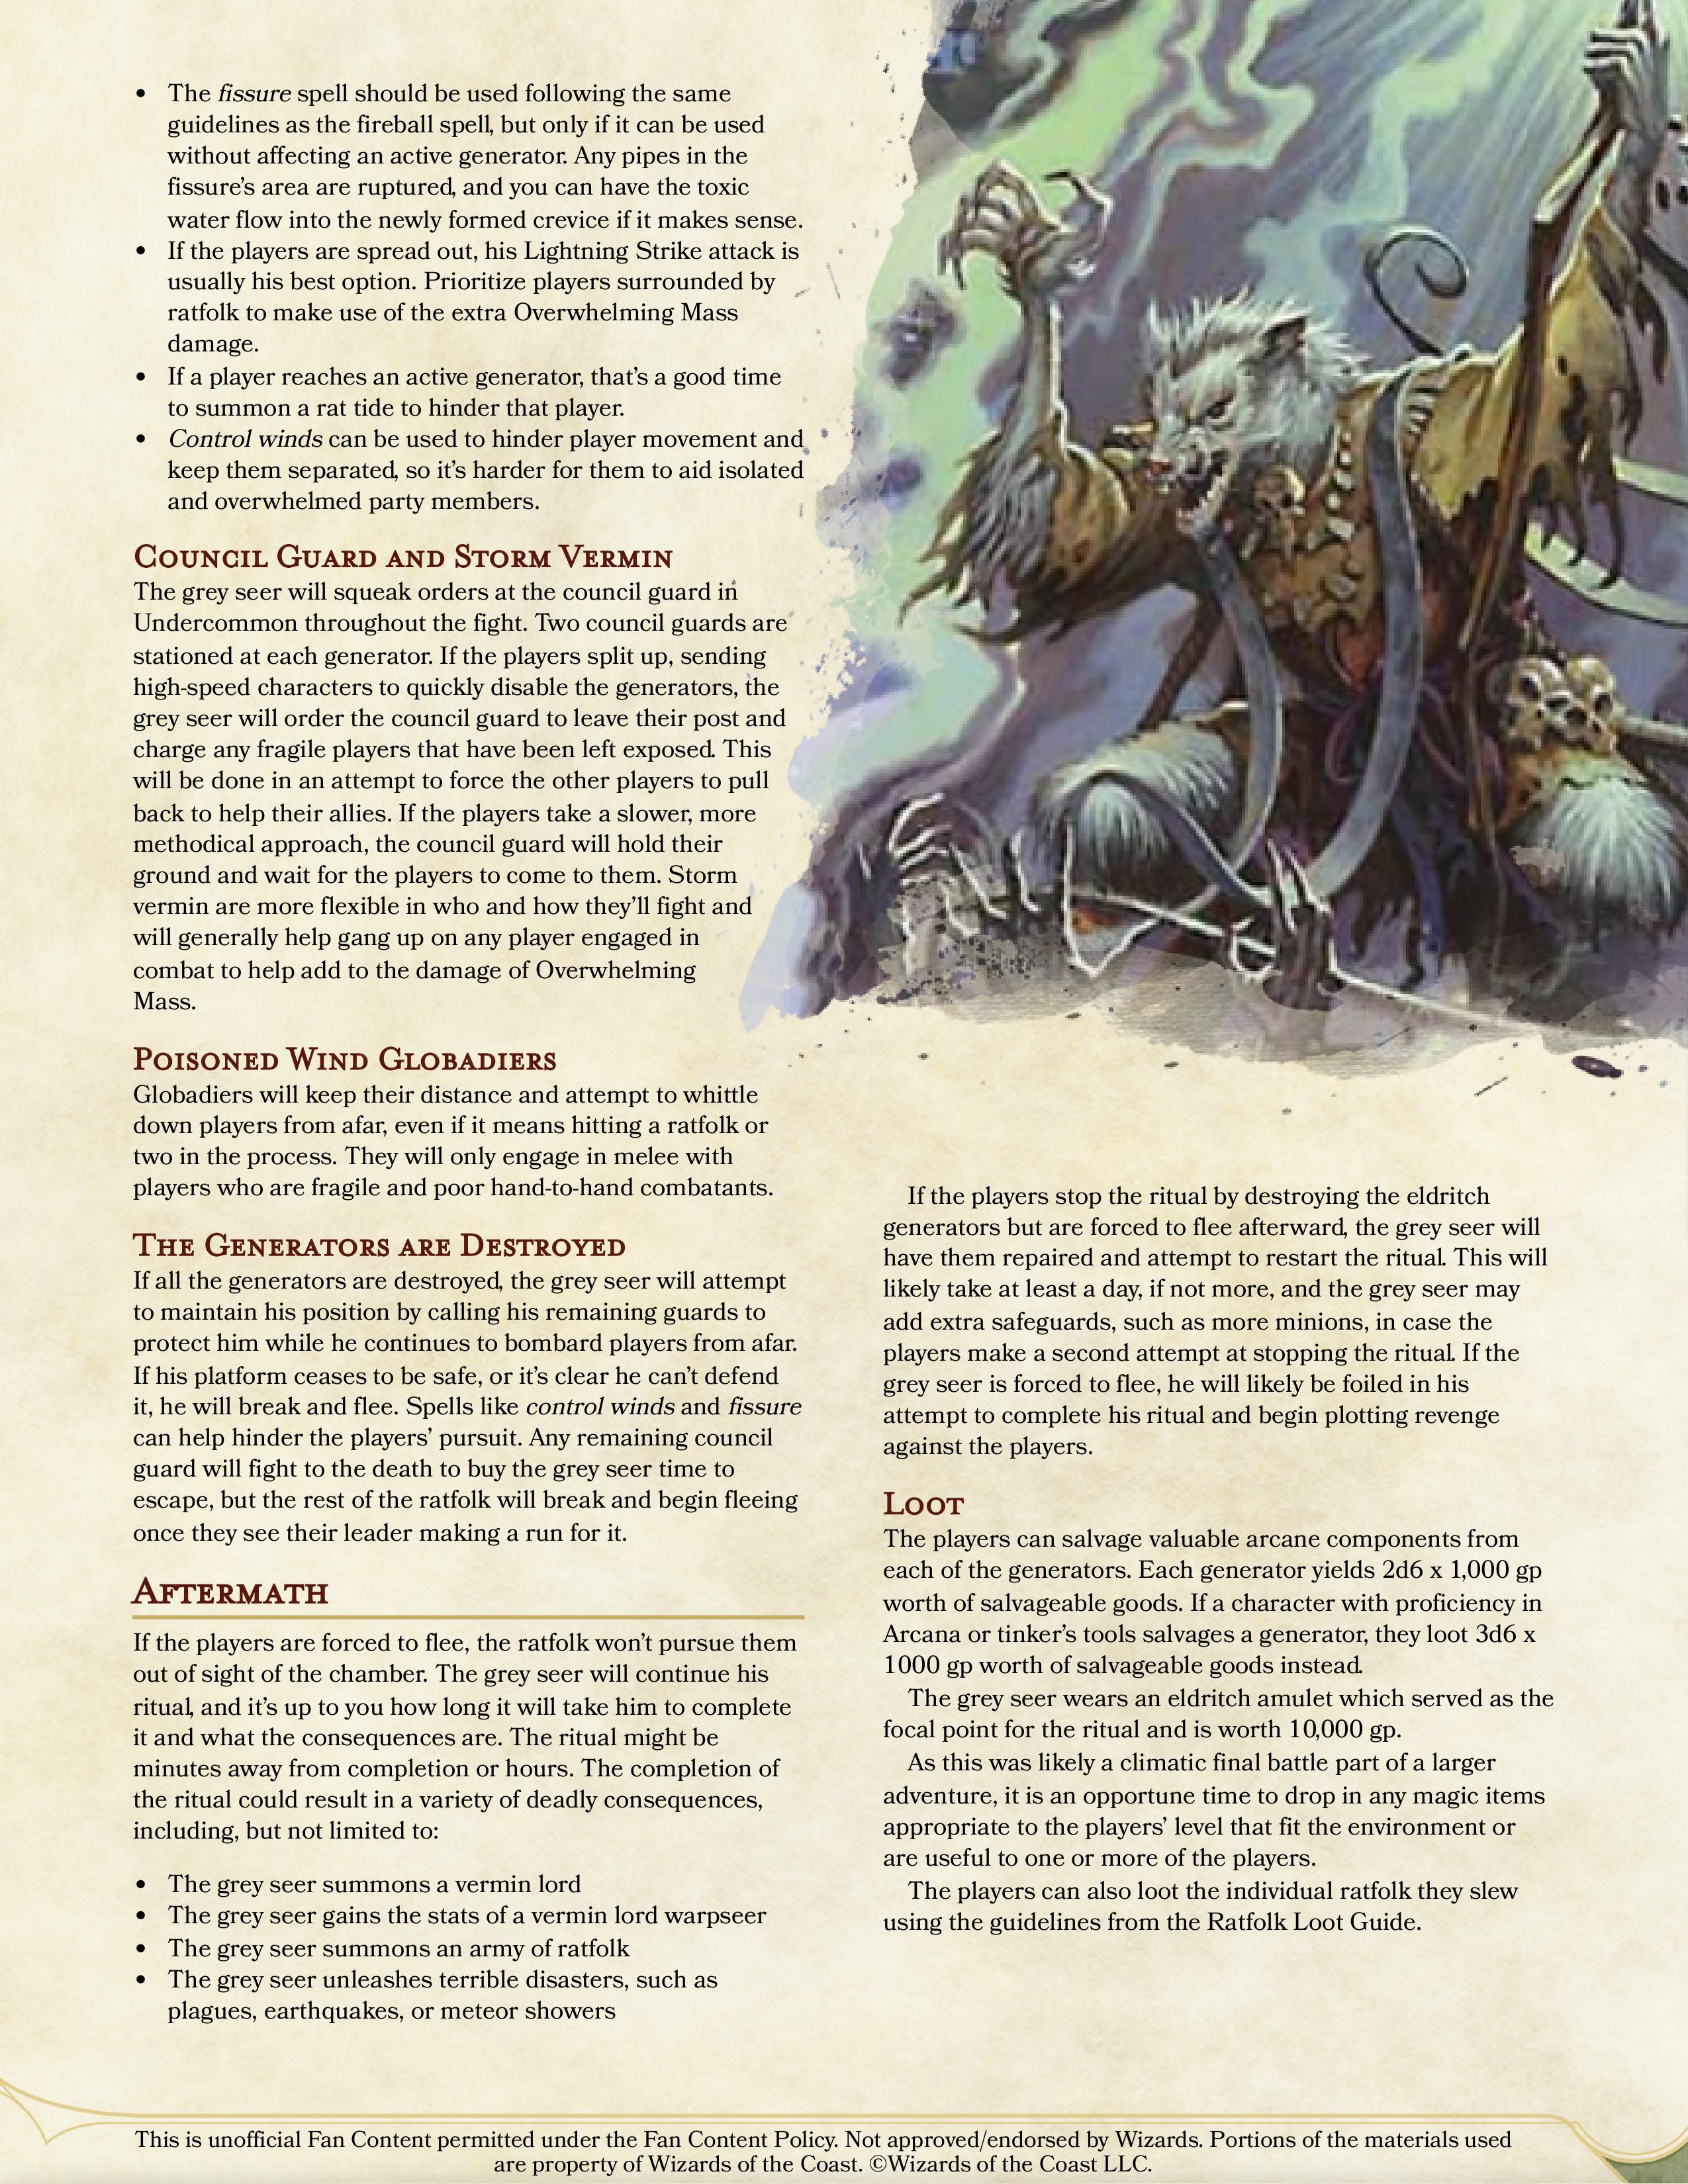 • The fissure spell should be used following the same
guidelines as the fireball spell, but only if it can be used
without affecting an active generator. Any pipes in the
fissure's area are ruptured, and you can have the toxic
water flow into the newly formed crevice if it makes sense.
• If the players are spread out, his Lightning Strike attack is
usually his best option. Prioritize players surrounded by
ratfolk to make use of the extra Overwhelming Mass
damage.
• If a player reaches an active generator, that's a good time
to summon a rat tide to hinder that player.
• Control winds can be used to hinder player movement and
keep them separated, so it's harder for them to aid isolated
and overwhelmed party members.
Council Guard and Storm Vermin
The grey seer will squeak orders at the council guard in
Undercommon throughout the fight. Two council guards are
stationed at each generator. If the players split up, sending
high-speed characters to quickly disable the generators, the
grey seer will order the council guard to leave their post and
charge any fragile players that have been left exposed. This
will be done in an attempt to force the other players to pull
back to help their allies. If the players take a slower, more
methodical approach, the council guard will hold their
ground and wait for the players to come to them. Storm
vermin are more flexible in who and how they'll fight and
will generally help gang up on any player engaged in
combat to help add to the damage of Overwhelming
Mass.
Poisoned Wind Globadiers
Globadiers will keep their distance and attempt to whittle
down players from afar, even if it means hitting a ratfolk or
two in the process. They will only engage in melee with
players who are fragile and poor hand-to-hand combatants.
The Generators are Destroyed
If all the generators are destroyed, the grey seer will attempt
to maintain his position by calling his remaining guards to
protect him while he continues to bombard players from afar.
If his platform ceases to be safe, or it's clear he can't defend
it, he will break and flee. Spells like control winds and fissure
can help hinder the players' pursuit. Any remaining council
guard will fight to the death to buy the grey seer time to
escape, but the rest of the ratfolk will break and begin fleeing
once they see their leader making a run for it.
Aftermath
If the players are forced to flee, the ratfolk won't pursue them
out of sight of the chamber. The grey seer will continue his
ritual, and it's up to you how long it will take him to complete
it and what the consequences are. The ritual might be
minutes away from completion or hours. The completion of
the ritual could result in a variety of deadly consequences,
including, but not limited to:
• The grey seer summons a vermin lord
• The grey seer gains the stats of a vermin lord warpseer
• The grey seer summons an army of ratfolk
• The grey seer unleashes terrible disasters, such as
plagues, earthquakes, or meteor showers
If the players stop the ritual by destroying the eldritch
generators but are forced to flee afterward, the grey seer will
have them repaired and attempt to restart the ritual. This will
likely take at least a day, if not more, and the grey seer may
add extra safeguards, such as more minions, in case the
players make a second attempt at stopping the ritual. If the
grey seer is forced to flee, he will likely be foiled in his
attempt to complete his ritual and begin plotting revenge
against the players.
Loot
The players can salvage valuable arcane components from
each of the generators. Each generator yields 2d6 x 1,000 gp
worth of salvageable goods. If a character with proficiency in
Arcana or tinker's tools salvages a generator, they loot 3d6 x
1000 gp worth of salvageable goods instead.
The grey seer wears an eldritch amulet which served as the
focal point for the ritual and is worth 10,000 gp.
As this was likely a climatic final battle part of a larger
adventure, it is an opportune time to drop in any magic items
appropriate to the players' level that fit the environment or
are useful to one or more of the players.
The players can also loot the individual ratfolk they slew
using the guidelines from the Ratfolk Loot Guide.
This is unofficial Fan Content permitted under the Fan Content Policy. Not approved/endorsed by Wizards. Portions of the materials used
are property of Wizards of the Coast. ©Wizards of the Coast LLC.